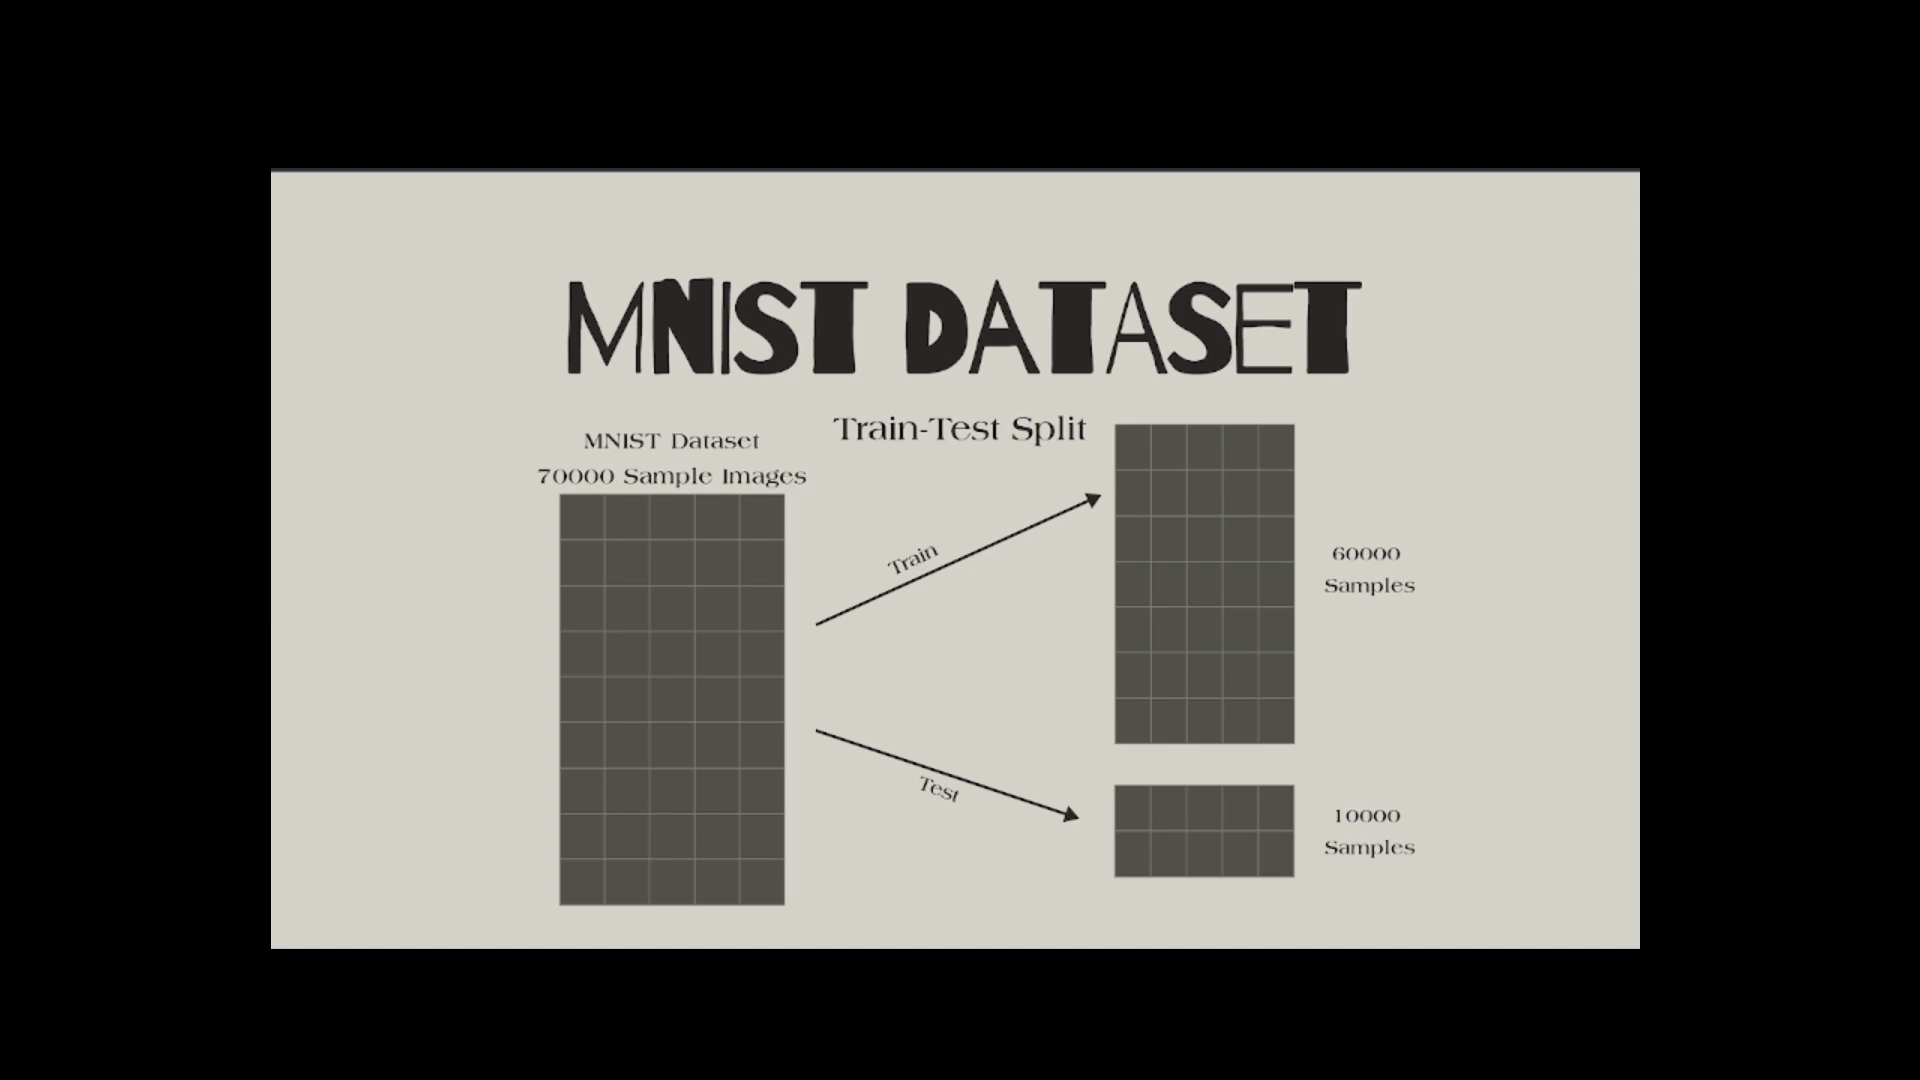 MNIST DATASET
Train-Test Split
MNIST Dataset
70000 Sample Images
Train
60000
Samples
Test
10000
Samples